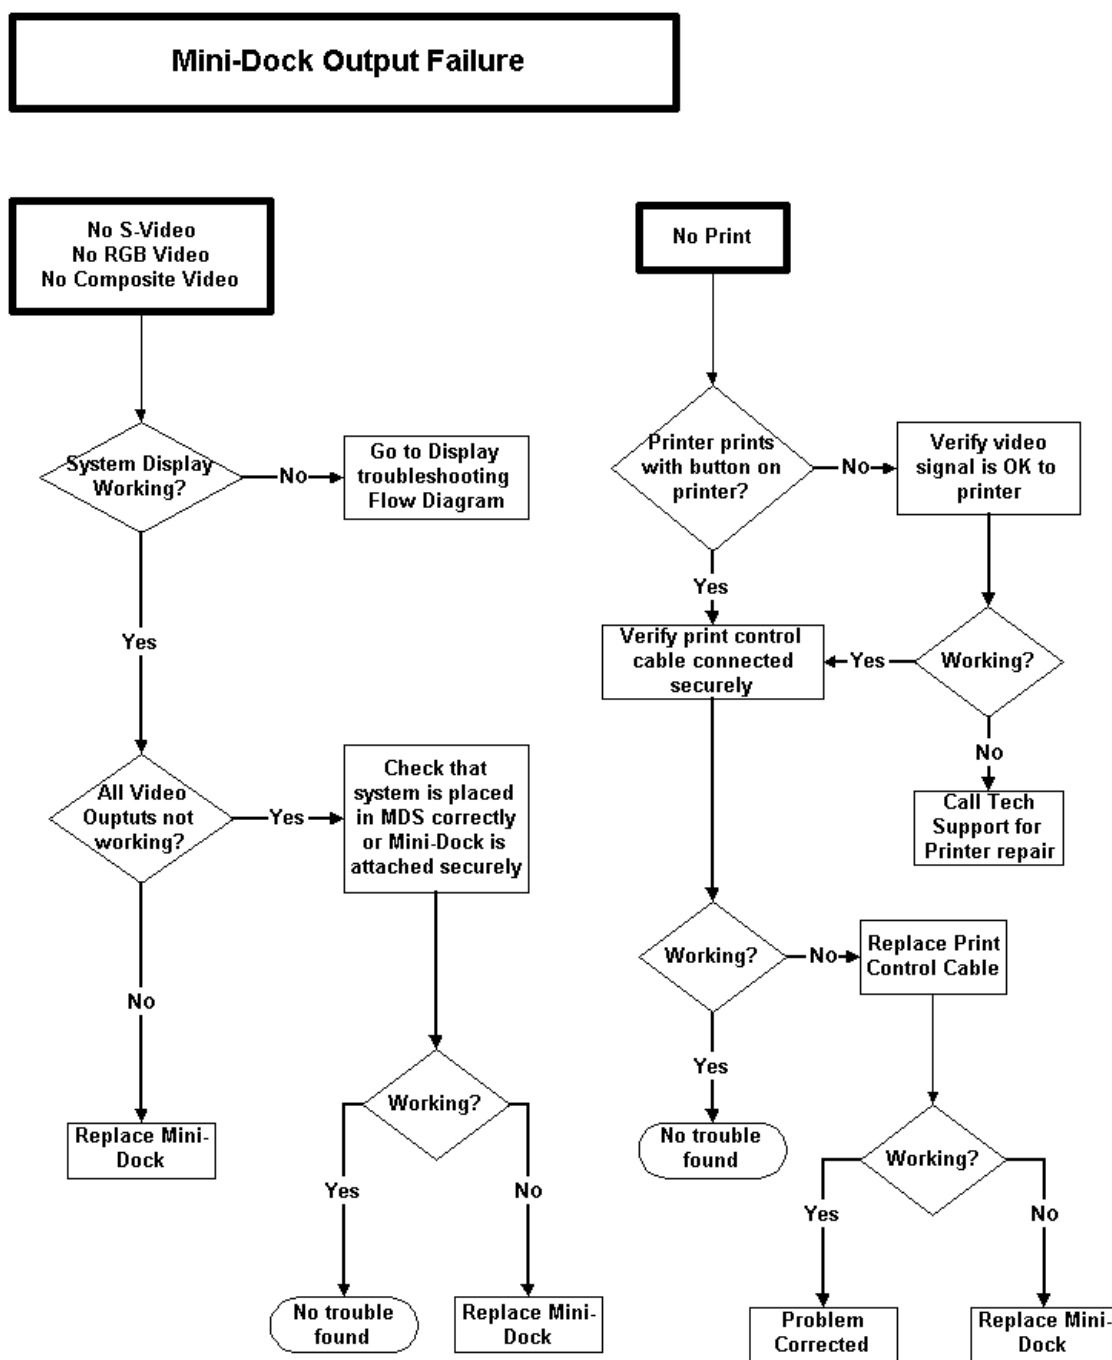 Mini-Dock Output Failure
No S-Video
No RGB Video
No Composite Video
System Display
Working?
No
Go to Display
troubleshooting
Flow Diagram
Yes
All Video
Ouptuts not
working?
Yes
Check that
system is placed
in MDS correctly
or Mini-Dock is
attached securely
No
Replace Mini-
Dock
Working?
Yes
No
No trouble
found
Replace Mini-
Dock
No Print
Printer prints
with button on
printer?
No
Verify video
signal is OK to
printer
Yes
Verify print control
cable connected
securely
Yes
Working?
No
Call Tech
Support for
Printer repair
Working?
No
Replace Print
Control Cable
Yes
No trouble
found
Working?
Yes
No
Problem
Corrected
Replace Mini-
Dock